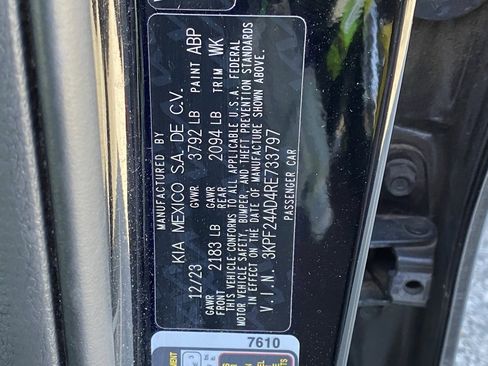 MANUFACTURED BY
KIA MEXICO S.A. DE C.V.
12/23 GVWR 3792 LB PAINT ABP
GAWR FRONT 2183 LB GAWR REAR 2094 LB TRIM WK
THIS VEHICLE CONFORMS TO ALL APPLICABLE U.S.A. FEDERAL
MOTOR VEHICLE SAFETY, BUMPER, AND THEFT PREVENTION STANDARDS
IN EFFECT ON THE DATE OF MANUFACTURE SHOWN ABOVE.
V.I.N. 3KPF24AD4RE733797
PASSENGER CAR
7610